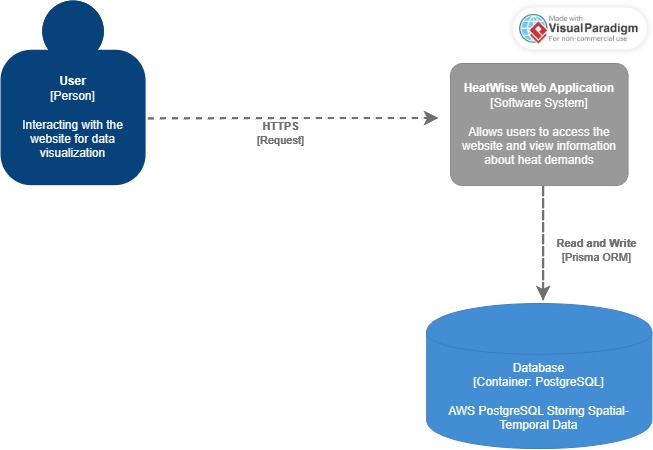 Made with
VisualParadigm
For non-commercial use
User
[Person]
Interacting with the
website for data
visualization
HTTPS
[Request]
HeatWise Web Application
[Software System]
Allows users to access the
website and view information
about heat demands
Read and Write
[Prisma ORM]
Database
[Container: PostgreSQL]
AWS PostgreSQL Storing Spatial-
Temporal Data